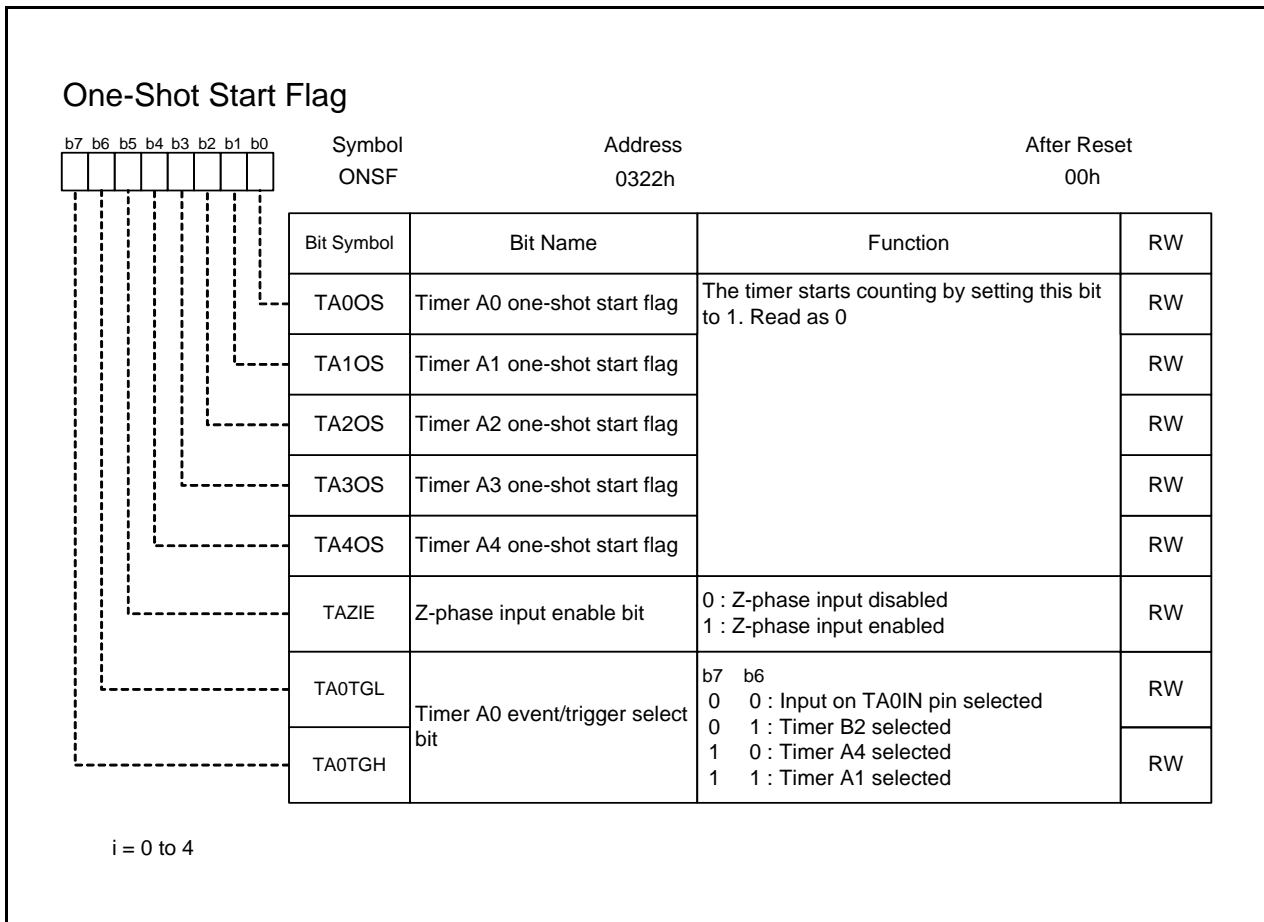 One-Shot Start Flag
b7 b6 b5 b4 b3 b2 b1 b0
Symbol Address After Reset
ONSF 0322h 00h
Bit Symbol Bit Name Function RW
TA0OS Timer A0 one-shot start flag The timer starts counting by setting this bit
to 1. Read as 0 RW
TA1OS Timer A1 one-shot start flag RW
TA2OS Timer A2 one-shot start flag RW
TA3OS Timer A3 one-shot start flag RW
TA4OS Timer A4 one-shot start flag RW
TAZIE Z-phase input enable bit 0 : Z-phase input disabled
1 : Z-phase input enabled RW
TA0TGL Timer A0 event/trigger select
bit
b7 b6
0 0 : Input on TA0IN pin selected
0 1 : Timer B2 selected
1 0 : Timer A4 selected
1 1 : Timer A1 selected
RW
TA0TGH RW
i = 0 to 4